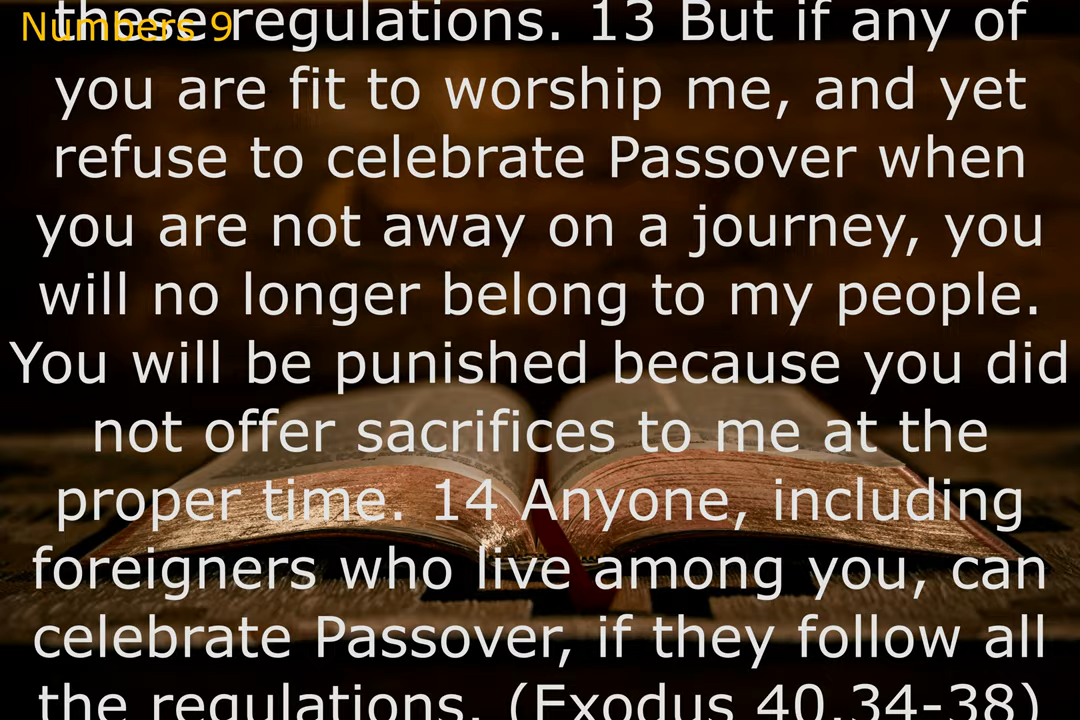 Numbers 9
these regulations. 13 But if any of
you are fit to worship me, and yet
refuse to celebrate Passover when
you are not away on a journey, you
will no longer belong to my people.
You will be punished because you did
not offer sacrifices to me at the
proper time. 14 Anyone, including
foreigners who live among you, can
celebrate Passover, if they follow all
the regulations. (Exodus 40.34-38)